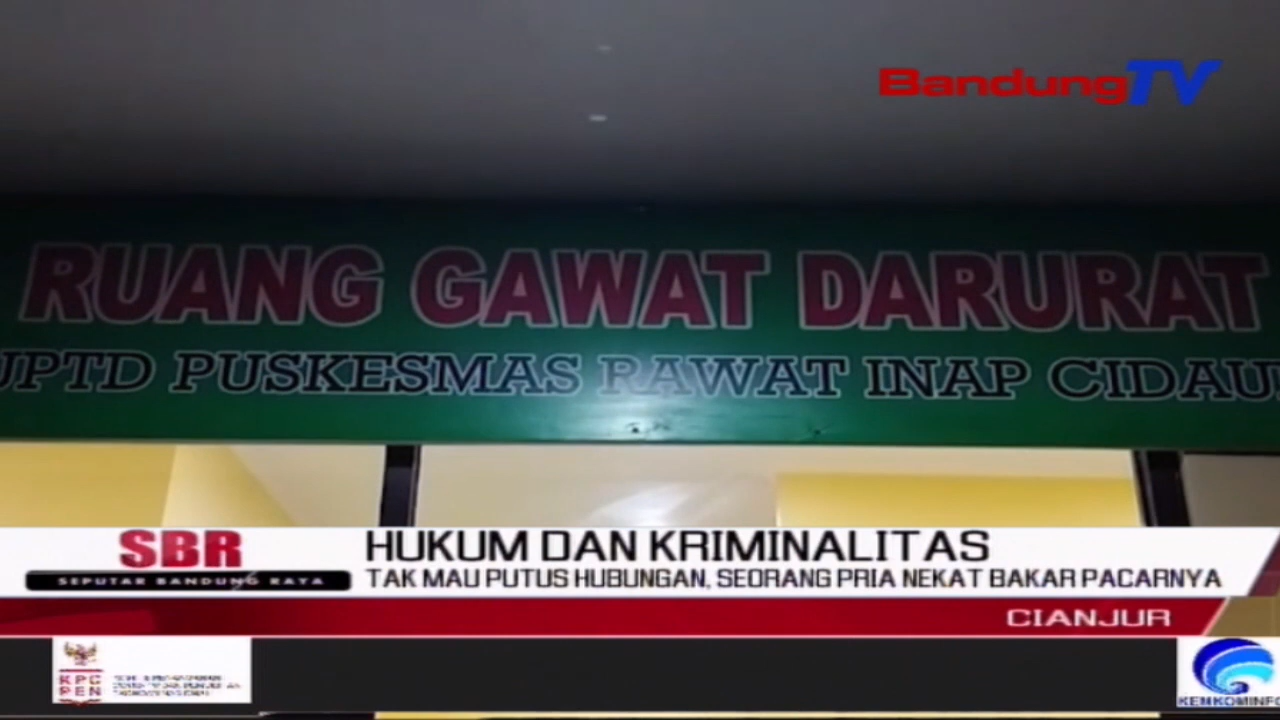 BandungTV
RUANG GAWAT DARURAT
UPTD PUSKESMAS RAWAT INAP CIDAU
SBR
SEPUTAR BANDUNG RAYA
HUKUM DAN KRIMINALITAS
TAK MAU PUTUS HUBUNGAN, SEORANG PRIA NEKAT BAKAR PACARNYA
CIANJUR
KPC
PEN
KEMKOMINFO